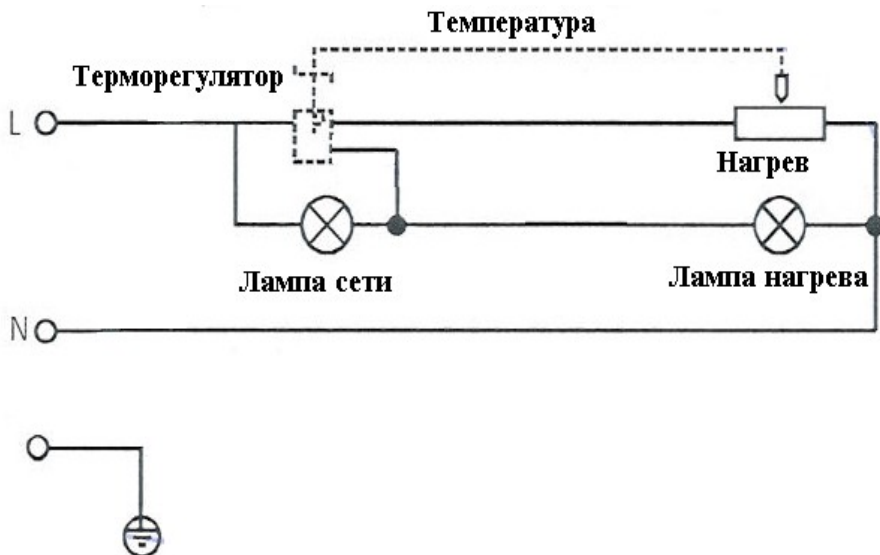 Температура
Терморегулятор
L
Нагрев
Лампа сети
Лампа нагрева
N